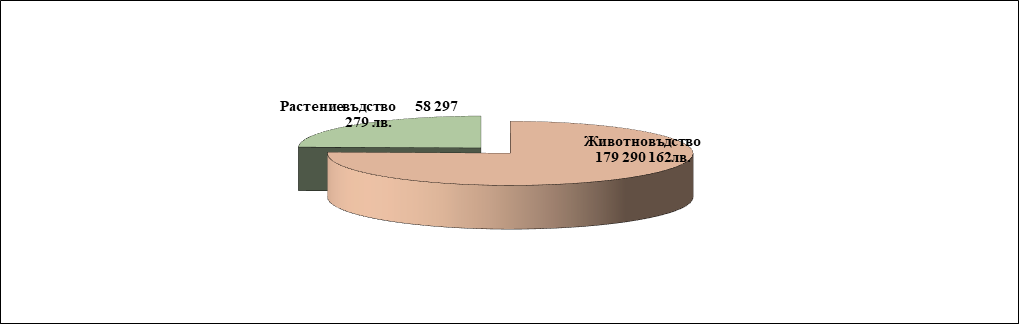 Растениевъдство 58 297
279 лв.
Животновъдство
179 290 162лв.